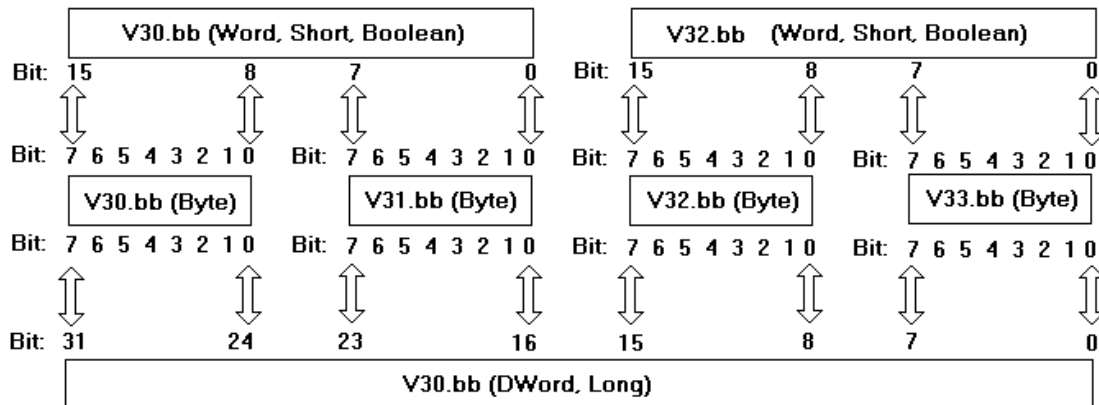 V30.bb (Word, Short, Boolean) V32.bb (Word, Short, Boolean)
Bit: 15 8 7 0 Bit: 15 8 7 0
Bit: 7 6 5 4 3 2 1 0 Bit: 7 6 5 4 3 2 1 0 Bit: 7 6 5 4 3 2 1 0 Bit: 7 6 5 4 3 2 1 0
V30.bb (Byte) V31.bb (Byte) V32.bb (Byte) V33.bb (Byte)
Bit: 7 6 5 4 3 2 1 0 Bit: 7 6 5 4 3 2 1 0 Bit: 7 6 5 4 3 2 1 0 Bit: 7 6 5 4 3 2 1 0
Bit: 31 24 23 16 15 8 7 0
V30.bb (DWord, Long)